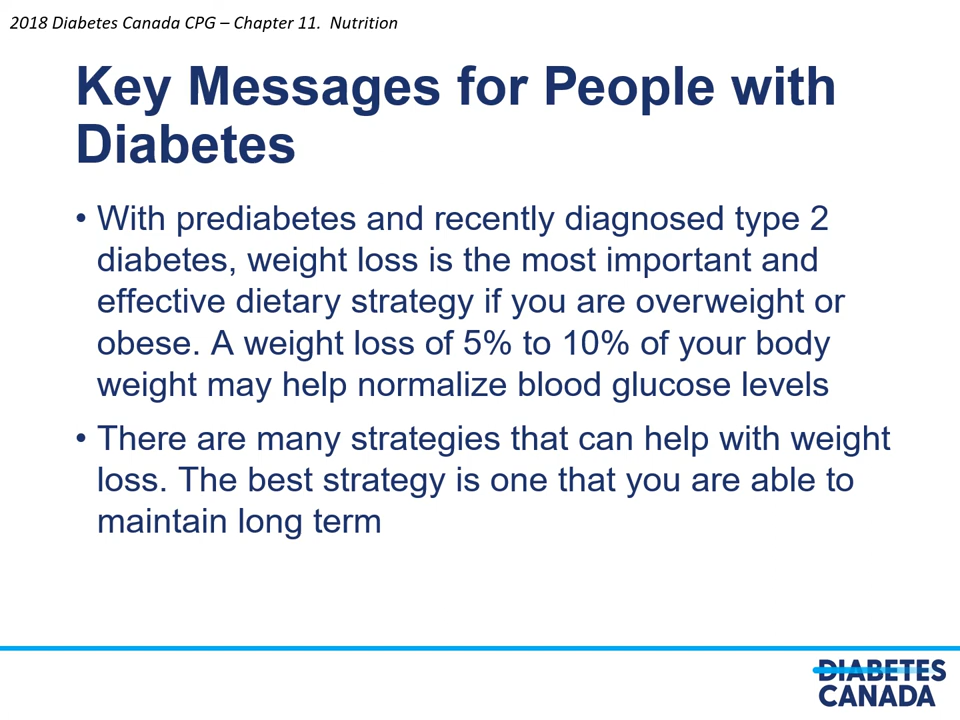 2018 Diabetes Canada CPG – Chapter 11.  Nutrition
Key Messages for People with
Diabetes
• With prediabetes and recently diagnosed type 2
diabetes, weight loss is the most important and
effective dietary strategy if you are overweight or
obese. A weight loss of 5% to 10% of your body
weight may help normalize blood glucose levels
• There are many strategies that can help with weight
loss. The best strategy is one that you are able to
maintain long term
DIABETES
CANADA